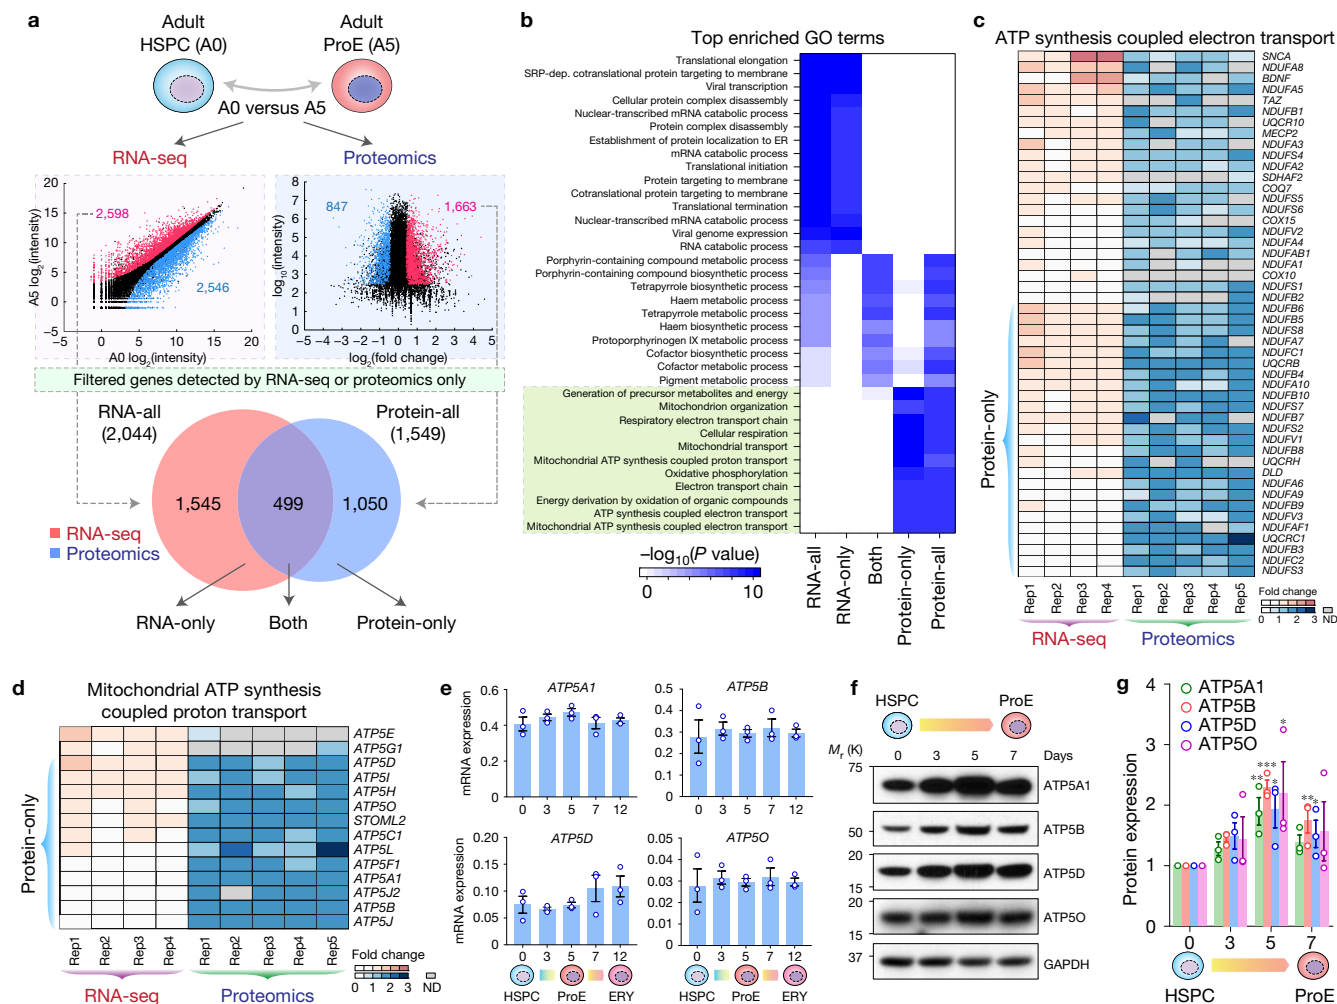 a
Adult
HSPC (A0)
Adult
ProE (A5)
A0 versus A5
RNA-seq
Proteomics
20
15
10
5
0
−5
−5
0
5
10
15
20
A5 log2(intensity)
A0 log2(intensity)
2,598
2,546
8
7
6
5
4
3
2
1
0
−5 −4 −3 −2 −1 0 1 2 3 4 5
log10(intensity)
log2(fold change)
847
1,663
Filtered genes detected by RNA-seq or proteomics only
RNA-all
(2,044)
Protein-all
(1,549)
1,545
499
1,050
RNA-seq
Proteomics
RNA-only
Both
Protein-only
b
Top enriched GO terms
Translational elongation
SRP-dep. cotranslational protein targeting to membrane
Viral transcription
Cellular protein complex disassembly
Nuclear-transcribed mRNA catabolic process
Protein complex disassembly
Establishment of protein localization to ER
mRNA catabolic process
Translational initiation
Protein targeting to membrane
Cotranslational protein targeting to membrane
Translational termination
Nuclear-transcribed mRNA catabolic process
Viral genome expression
RNA catabolic process
Porphyrin-containing compound metabolic process
Porphyrin-containing compound biosynthetic process
Tetrapyrrole biosynthetic process
Haem metabolic process
Tetrapyrrole metabolic process
Haem biosynthetic process
Protoporphyrinogen IX metabolic process
Cofactor biosynthetic process
Cofactor metabolic process
Pigment metabolic process
Generation of precursor metabolites and energy
Mitochondrion organization
Respiratory electron transport chain
Cellular respiration
Mitochondrial transport
Mitochondrial ATP synthesis coupled proton transport
Oxidative phosphorylation
Electron transport chain
Energy derivation by oxidation of organic compounds
ATP synthesis coupled electron transport
Mitochondrial ATP synthesis coupled electron transport
−log10(P value)
0
10
RNA-all
RNA-only
Both
Protein-only
Protein-all
c
ATP synthesis coupled electron transport
SNCA
NDUFA8
BDNF
NDUFA5
TAZ
NDUFB1
UQCR10
MECP2
NDUFA3
NDUFS4
NDUFA2
SDHAF2
COQ7
NDUFS5
NDUFS6
COX15
NDUFV2
NDUFA4
NDUFAB1
NDUFA1
COX10
NDUFS1
NDUFB2
NDUFB6
NDUFB5
NDUFS8
NDUFA7
NDUFC1
UQCRB
NDUFB4
NDUFA10
NDUFB10
NDUFS7
NDUFB7
NDUFS2
NDUFV1
NDUFB8
UQCRH
DLD
NDUFA6
NDUFA9
NDUFB9
NDUFV3
NDUFAF1
UQCRC1
NDUFB3
NDUFC2
NDUFS3
Protein-only
Rep1
Rep2
Rep3
Rep4
Rep1
Rep2
Rep3
Rep4
Rep5
RNA-seq
Proteomics
Fold change
0 1 2 3
ND
d
Mitochondrial ATP synthesis
coupled proton transport
ATP5E
ATP5G1
ATP5D
ATP5I
ATP5H
ATP5O
STOML2
ATP5C1
ATP5L
ATP5F1
ATP5A1
ATP5J2
ATP5B
ATP5J
Protein-only
Rep1
Rep2
Rep3
Rep4
Rep1
Rep2
Rep3
Rep4
Rep5
RNA-seq
Proteomics
Fold change
0 1 2 3 ND
e
mRNA expression
ATP5A1
0.6
0.4
0.2
0
0 3 5 7 12
ATP5B
0.5
0.4
0.3
0.2
0.1
0
0 3 5 7 12
mRNA expression
ATP5D
0.20
0.15
0.10
0.05
0
0 3 5 7 12
ATP5O
0.05
0.04
0.03
0.02
0.01
0
0 3 5 7 12
HSPC
ProE
ERY
HSPC
ProE
ERY
f
HSPC
ProE
Mr (K)
0
3
5
7
Days
75
ATP5A1
50
ATP5B
20
15
ATP5D
20
15
ATP5O
37
GAPDH
g
ATP5A1
ATP5B
ATP5D
ATP5O
4
3
2
1
0
Protein expression
**
***
*
*
**
*
0
3
5
7
HSPC
ProE